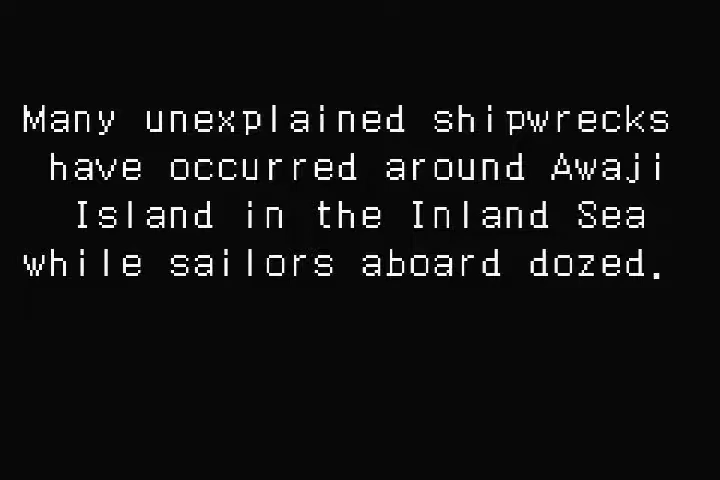 Many unexplained shipwrecks
have occurred around Awaji
Island in the Inland Sea
while sailors aboard dozed.